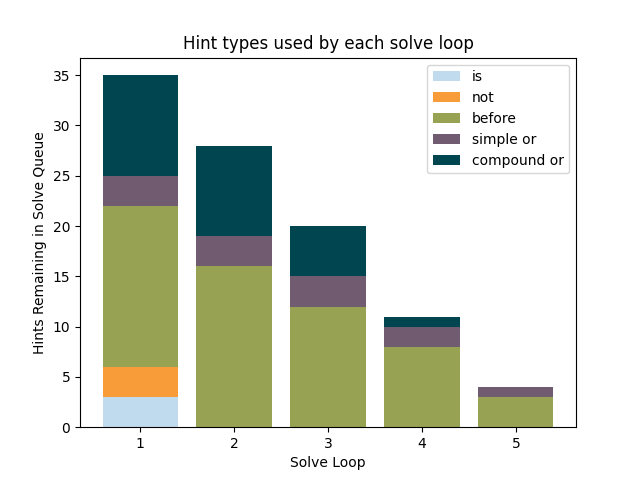 Hint types used by each solve loop
is
not
before
simple or
compound or
Hints Remaining in Solve Queue
35
30
25
20
15
10
5
0
1 2 3 4 5
Solve Loop